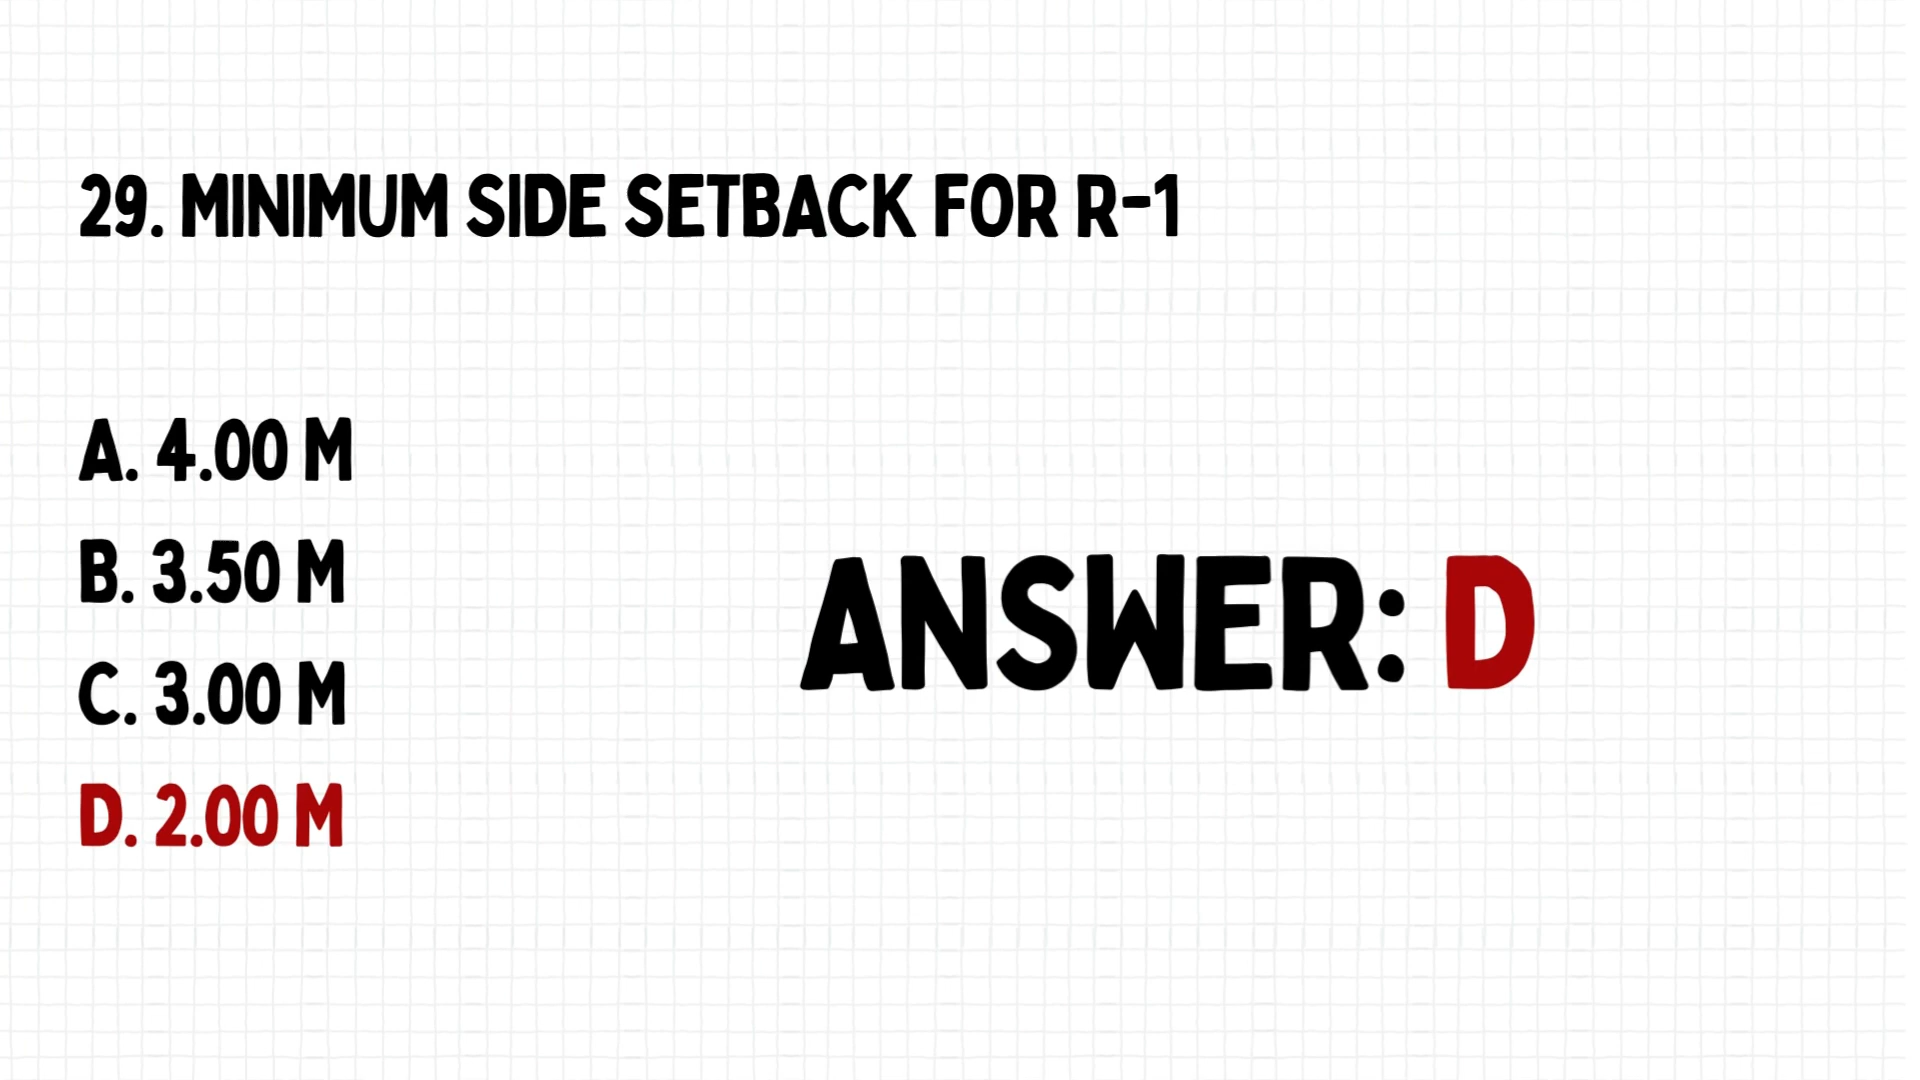 29. MINIMUM SIDE SETBACK FOR R-1
A. 4.00 M
B. 3.50 M
C. 3.00 M
D. 2.00 M
ANSWER: D